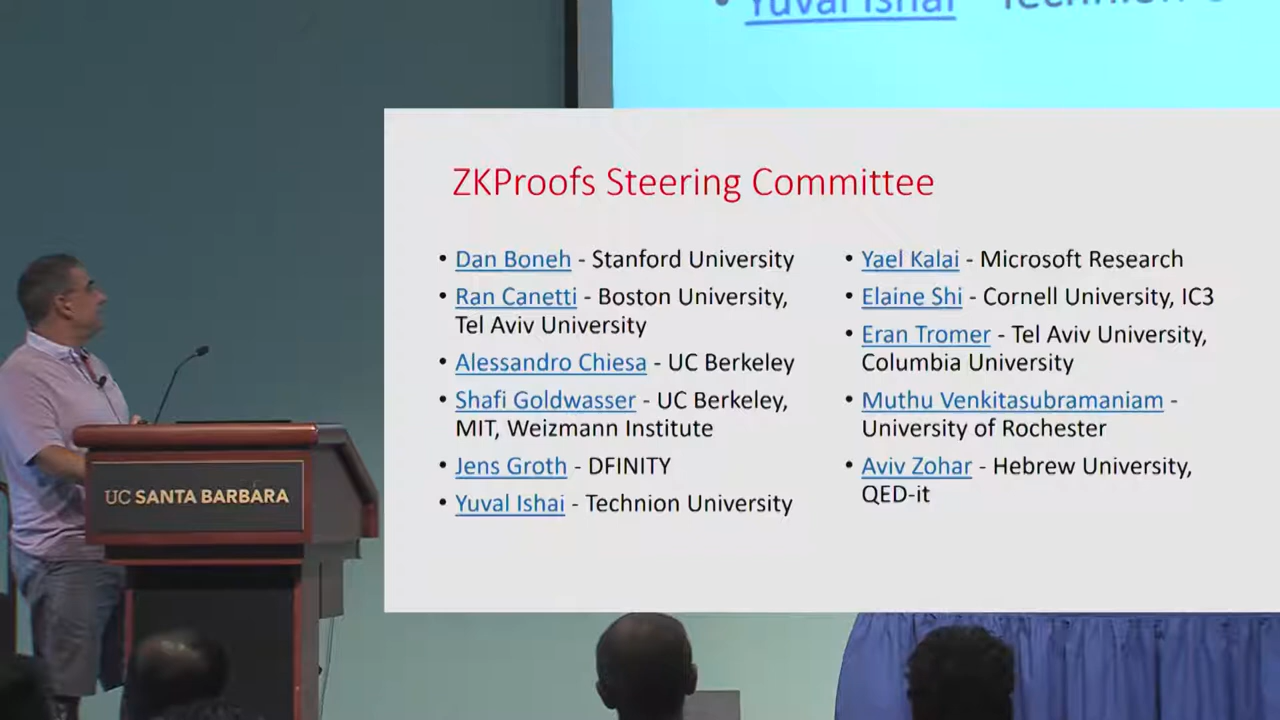 Yuval Ishai
ZKProofs Steering Committee
• Dan Boneh - Stanford University
• Ran Canetti - Boston University,
Tel Aviv University
• Alessandro Chiesa - UC Berkeley
• Shafi Goldwasser - UC Berkeley,
MIT, Weizmann Institute
• Jens Groth - DFINITY
• Yuval Ishai - Technion University
• Yael Kalai - Microsoft Research
• Elaine Shi - Cornell University, IC3
• Eran Tromer - Tel Aviv University,
Columbia University
• Muthu Venkitasubramaniam -
University of Rochester
• Aviv Zohar - Hebrew University,
QED-it
UC SANTA BARBARA